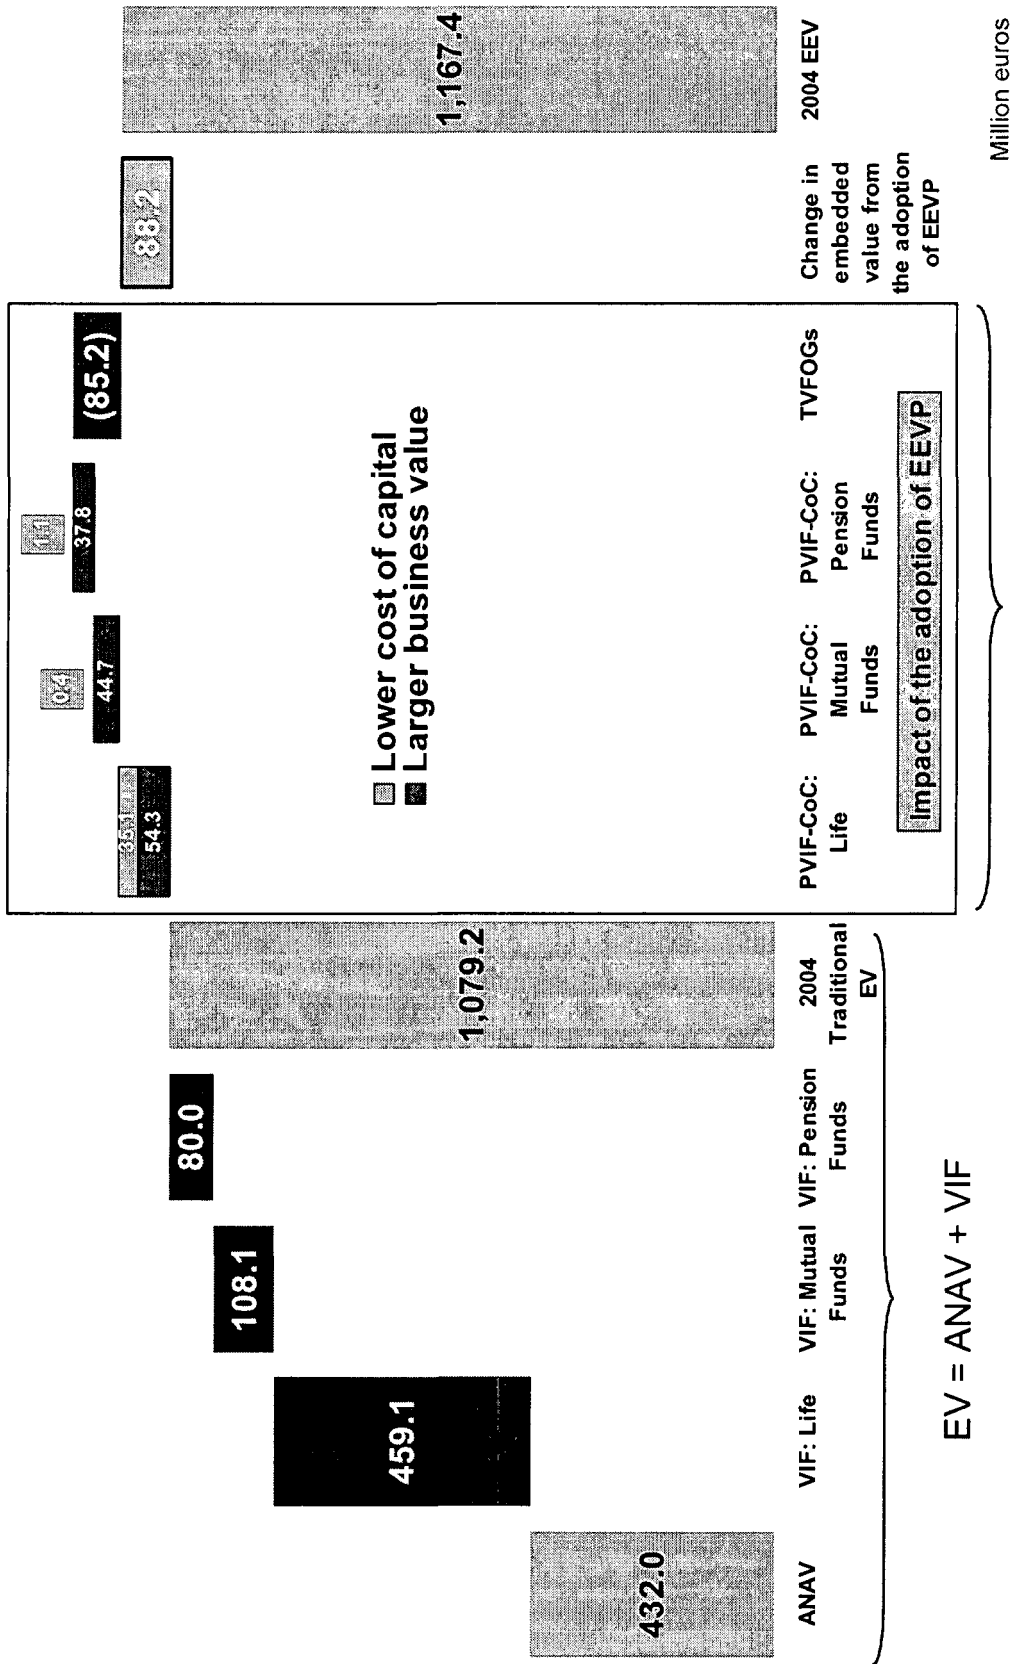 1.1
0.4
37.8
(85.2)
44.7
35.1
54.3
88.2
80.0
108.1
459.1
432.0
1,079.2
1,167.4
Lower cost of capital
Larger business value
ANAV
VIF: Life
VIF: Mutual
Funds
VIF: Pension
Funds
2004
Traditional
EV
PVIF-CoC:
Life
PVIF-CoC:
Mutual
Funds
PVIF-CoC:
Pension
Funds
TVFOGs
Change in
embedded
value from
the adoption
of EEVP
2004 EEV
Impact of the adoption of EEVP
EV = ANAV + VIF
Million euros